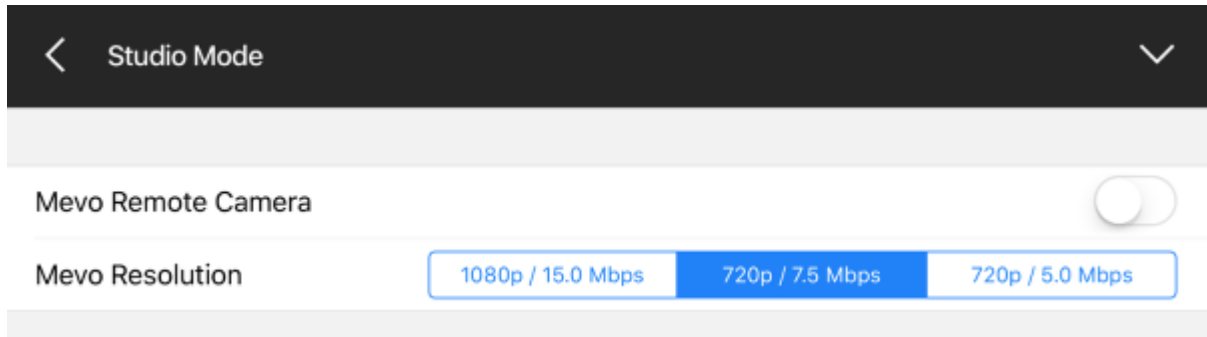 Studio Mode
Mevo Remote Camera
Mevo Resolution 1080p / 15.0 Mbps 720p / 7.5 Mbps 720p / 5.0 Mbps